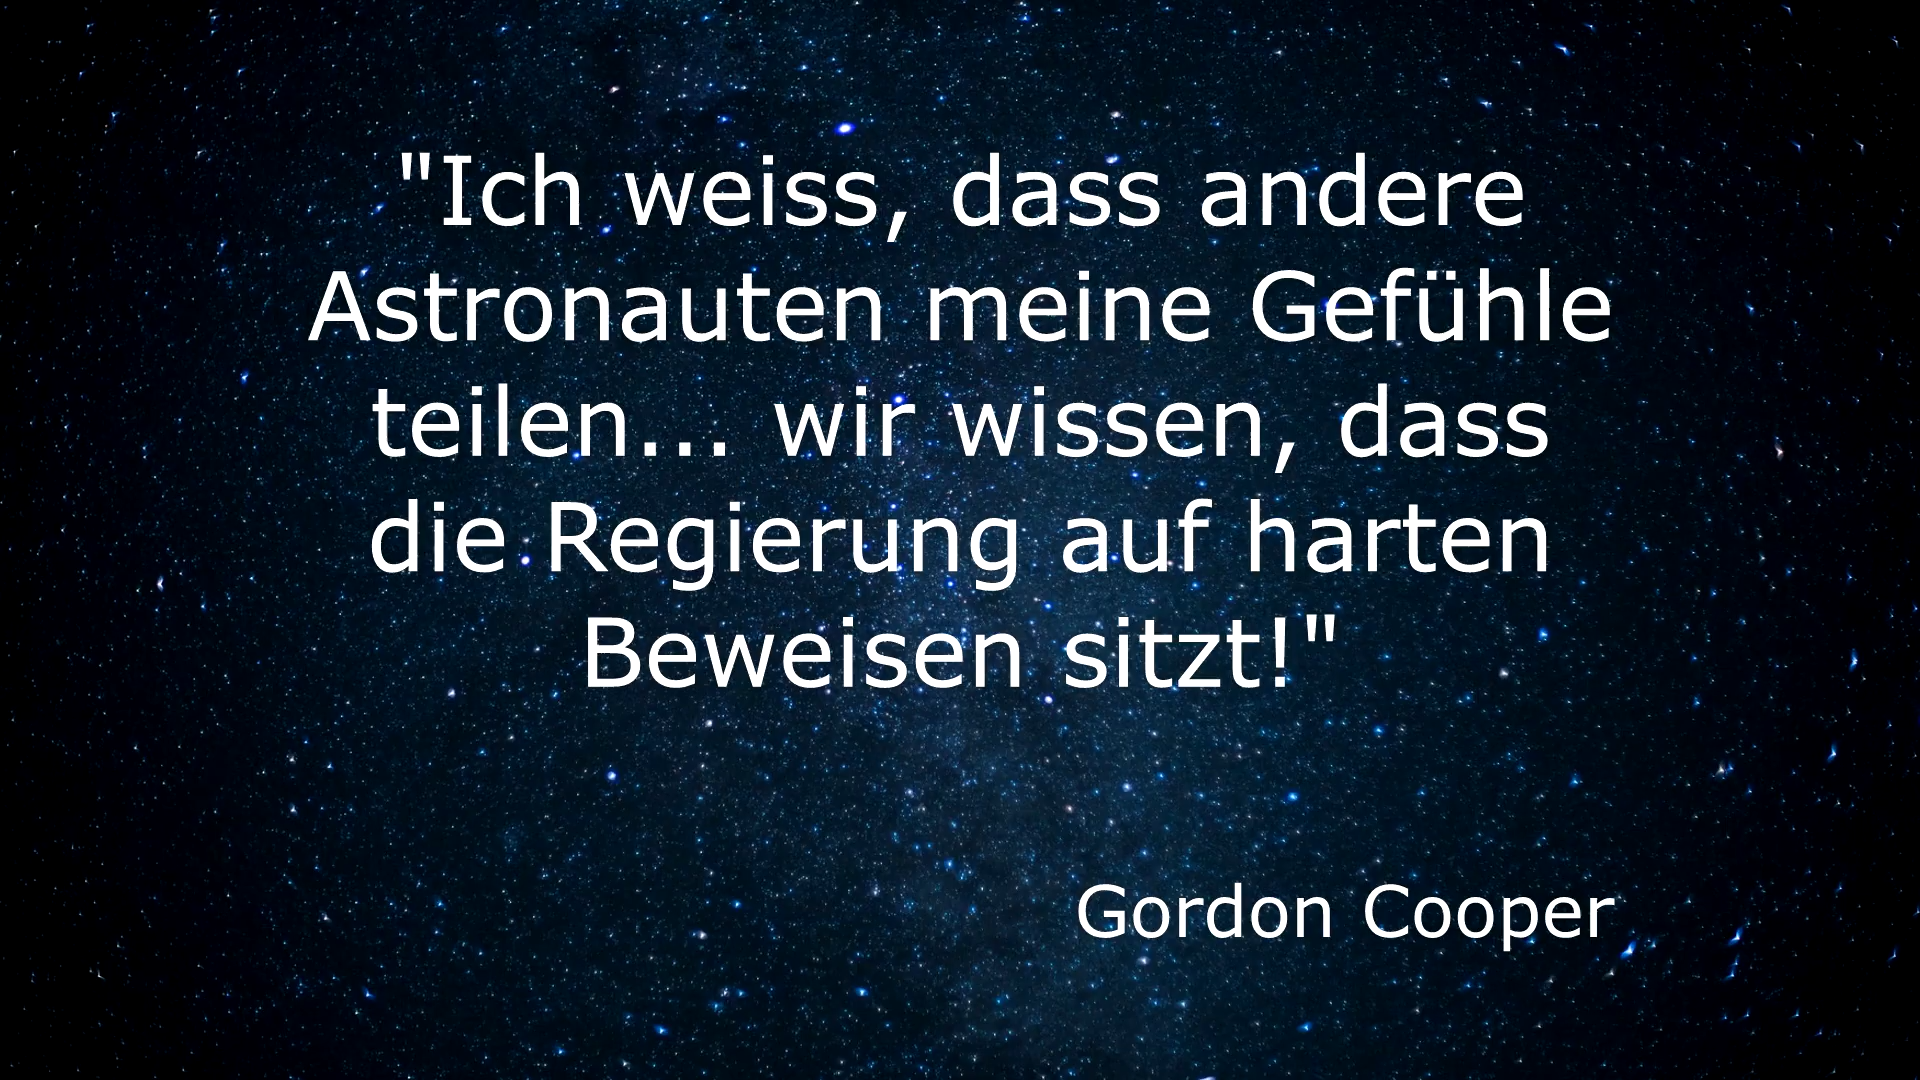 "Ich weiss, dass andere
Astronauten meine Gefühle
teilen... wir wissen, dass
die Regierung auf harten
Beweisen sitzt!"
Gordon Cooper